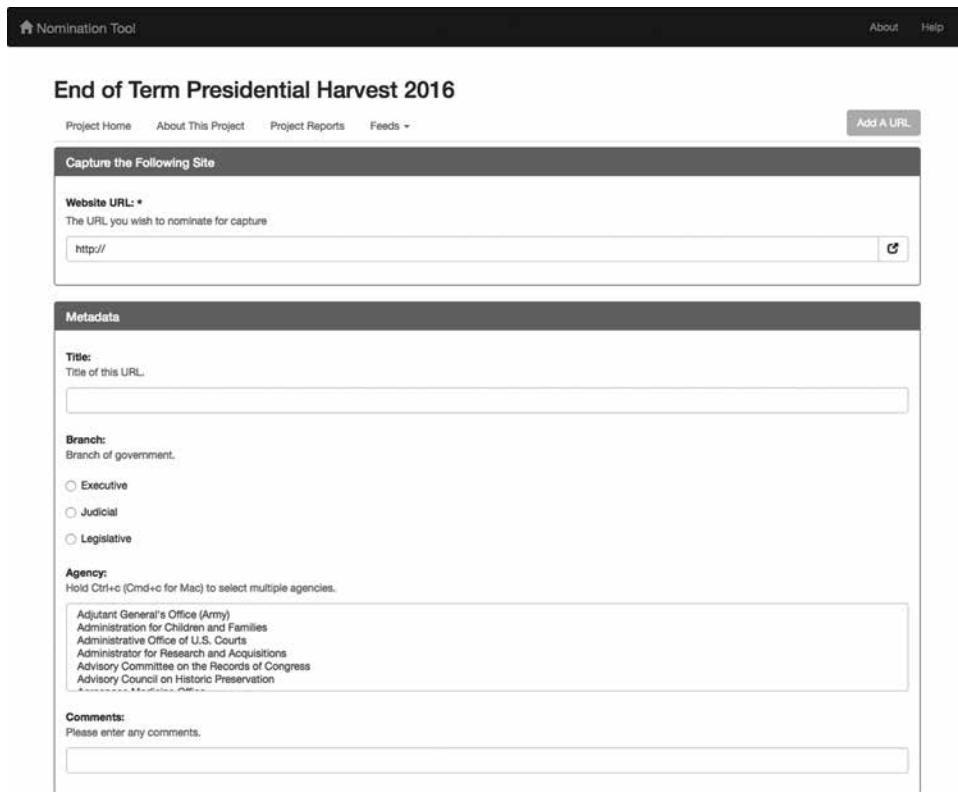 Nomination Tool
About
Help
End of Term Presidential Harvest 2016
Project Home
About This Project
Project Reports
Feeds
Add A URL
Capture the Following Site
Website URL: *
The URL you wish to nominate for capture
http://
Metadata
Title:
Title of this URL.
Branch:
Branch of government.
Executive
Judicial
Legislative
Agency:
Hold Ctrl+c (Cmd+c for Mac) to select multiple agencies.
Adjutant General's Office (Army)
Administration for Children and Families
Administrative Office of U.S. Courts
Administrator for Research and Acquisitions
Advisory Committee on the Records of Congress
Advisory Council on Historic Preservation
Comments:
Please enter any comments.